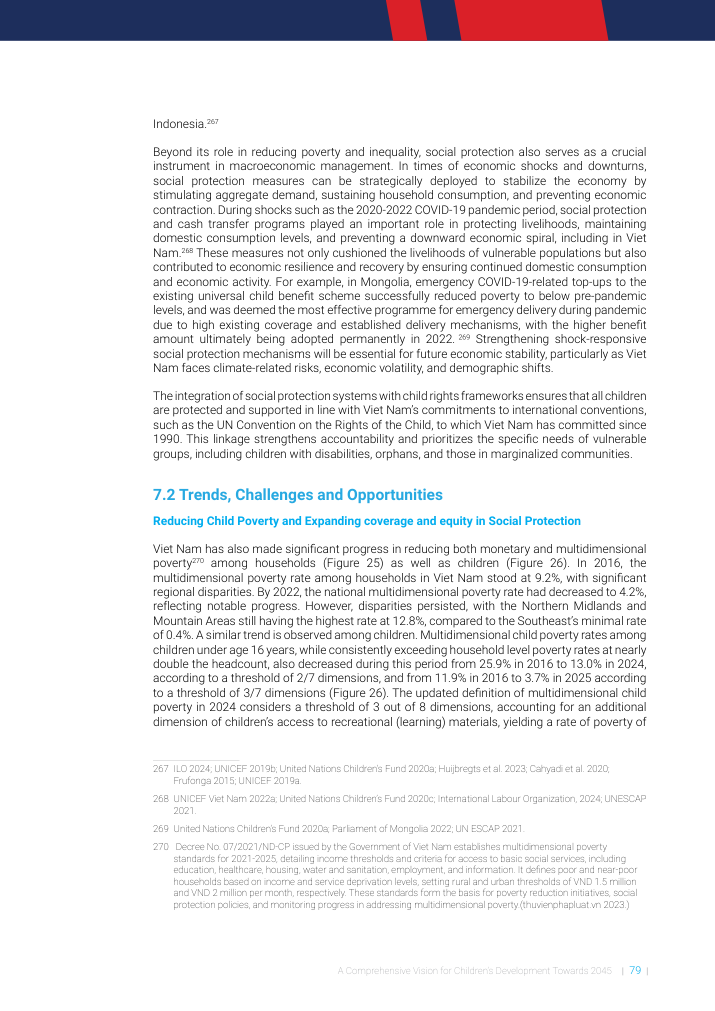 Indonesia.267
Beyond its role in reducing poverty and inequality, social protection also serves as a crucial
instrument in macroeconomic management. In times of economic shocks and downturns,
social protection measures can be strategically deployed to stabilize the economy by
stimulating aggregate demand, sustaining household consumption, and preventing economic
contraction. During shocks such as the 2020-2022 COVID-19 pandemic period, social protection
and cash transfer programs played an important role in protecting livelihoods, maintaining
domestic consumption levels, and preventing a downward economic spiral, including in Viet
Nam.268 These measures not only cushioned the livelihoods of vulnerable populations but also
contributed to economic resilience and recovery by ensuring continued domestic consumption
and economic activity. For example, in Mongolia, emergency COVID-19-related top-ups to the
existing universal child benefit scheme successfully reduced poverty to below pre-pandemic
levels, and was deemed the most effective programme for emergency delivery during pandemic
due to high existing coverage and established delivery mechanisms, with the higher benefit
amount ultimately being adopted permanently in 2022. 269 Strengthening shock-responsive
social protection mechanisms will be essential for future economic stability, particularly as Viet
Nam faces climate-related risks, economic volatility, and demographic shifts.
The integration of social protection systems with child rights frameworks ensures that all children
are protected and supported in line with Viet Nam's commitments to international conventions,
such as the UN Convention on the Rights of the Child, to which Viet Nam has committed since
1990. This linkage strengthens accountability and prioritizes the specific needs of vulnerable
groups, including children with disabilities, orphans, and those in marginalized communities.
7.2 Trends, Challenges and Opportunities
Reducing Child Poverty and Expanding coverage and equity in Social Protection
Viet Nam has also made significant progress in reducing both monetary and multidimensional
poverty270 among households (Figure 25) as well as children (Figure 26). In 2016, the
multidimensional poverty rate among households in Viet Nam stood at 9.2%, with significant
regional disparities. By 2022, the national multidimensional poverty rate had decreased to 4.2%,
reflecting notable progress. However, disparities persisted, with the Northern Midlands and
Mountain Areas still having the highest rate at 12.8%, compared to the Southeast's minimal rate
of 0.4%. A similar trend is observed among children. Multidimensional child poverty rates among
children under age 16 years, while consistently exceeding household level poverty rates at nearly
double the headcount, also decreased during this period from 25.9% in 2016 to 13.0% in 2024,
according to a threshold of 2/7 dimensions, and from 11.9% in 2016 to 3.7% in 2025 according
to a threshold of 3/7 dimensions (Figure 26). The updated definition of multidimensional child
poverty in 2024 considers a threshold of 3 out of 8 dimensions, accounting for an additional
dimension of children's access to recreational (learning) materials, yielding a rate of poverty of
267 ILO 2024; UNICEF 2019b; United Nations Children's Fund 2020a; Huijbregts et al. 2023; Cahyadi et al. 2020;
Frufonga 2015; UNICEF 2019a.
268 UNICEF Viet Nam 2022a; United Nations Children's Fund 2020c; International Labour Organization, 2024; UNESCAP
2021.
269 United Nations Children's Fund 2020a; Parliament of Mongolia 2022; UN ESCAP 2021.
270 Decree No. 07/2021/ND-CP issued by the Government of Viet Nam establishes multidimensional poverty
standards for 2021-2025, detailing income thresholds and criteria for access to basic social services, including
education, healthcare, housing, water and sanitation, employment, and information. It defines poor and near-poor
households based on income and service deprivation levels, setting rural and urban thresholds of VND 1.5 million
and VND 2 million per month, respectively. These standards form the basis for poverty reduction initiatives, social
protection policies, and monitoring progress in addressing multidimensional poverty.(thuvienphapluat.vn 2023.)
A Comprehensive Vision for Children's Development Towards 2045 | 79 |